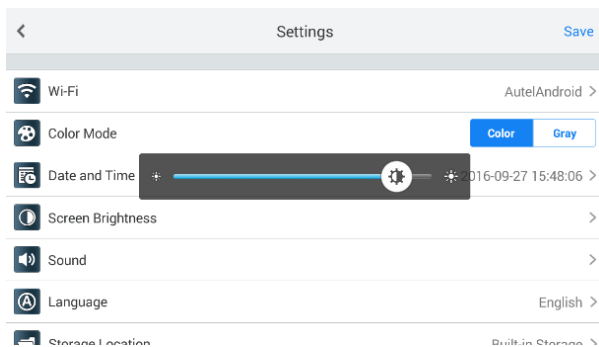 Settings
Save
Wi-Fi
AutelAndroid
Color Mode
Color
Gray
Date and Time
2016-09-27 15:48:06
Screen Brightness
Sound
Language
English
Storage Location
Built-in Storage